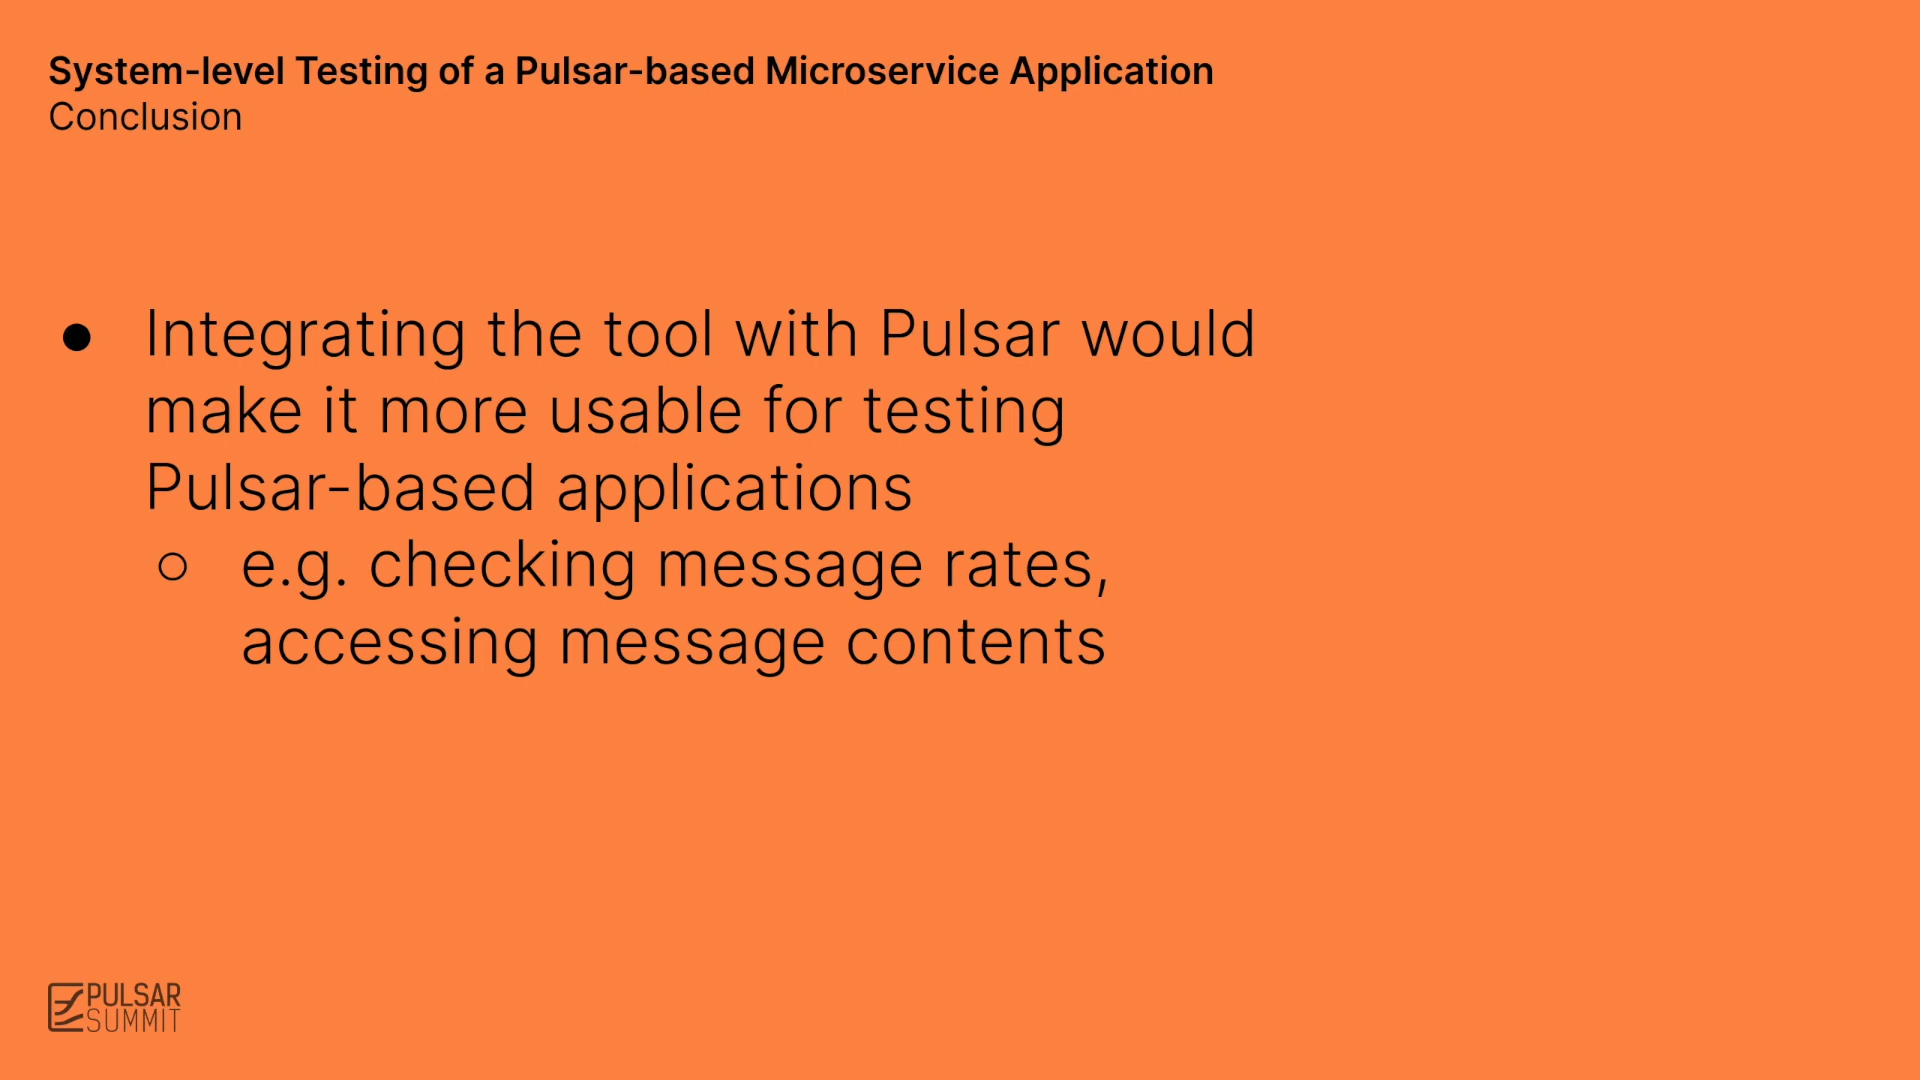 System-level Testing of a Pulsar-based Microservice Application
Conclusion
● Integrating the tool with Pulsar would
make it more usable for testing
Pulsar-based applications
○ e.g. checking message rates,
accessing message contents
PULSAR
SUMMIT